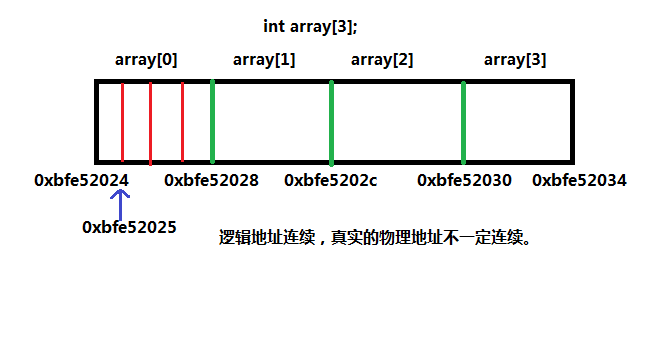 int array[3];
array[0] array[1] array[2] array[3]
0xbfe52024 0xbfe52028 0xbfe5202c 0xbfe52030 0xbfe52034
0xbfe52025
逻辑地址连续，真实的物理地址不一定连续。